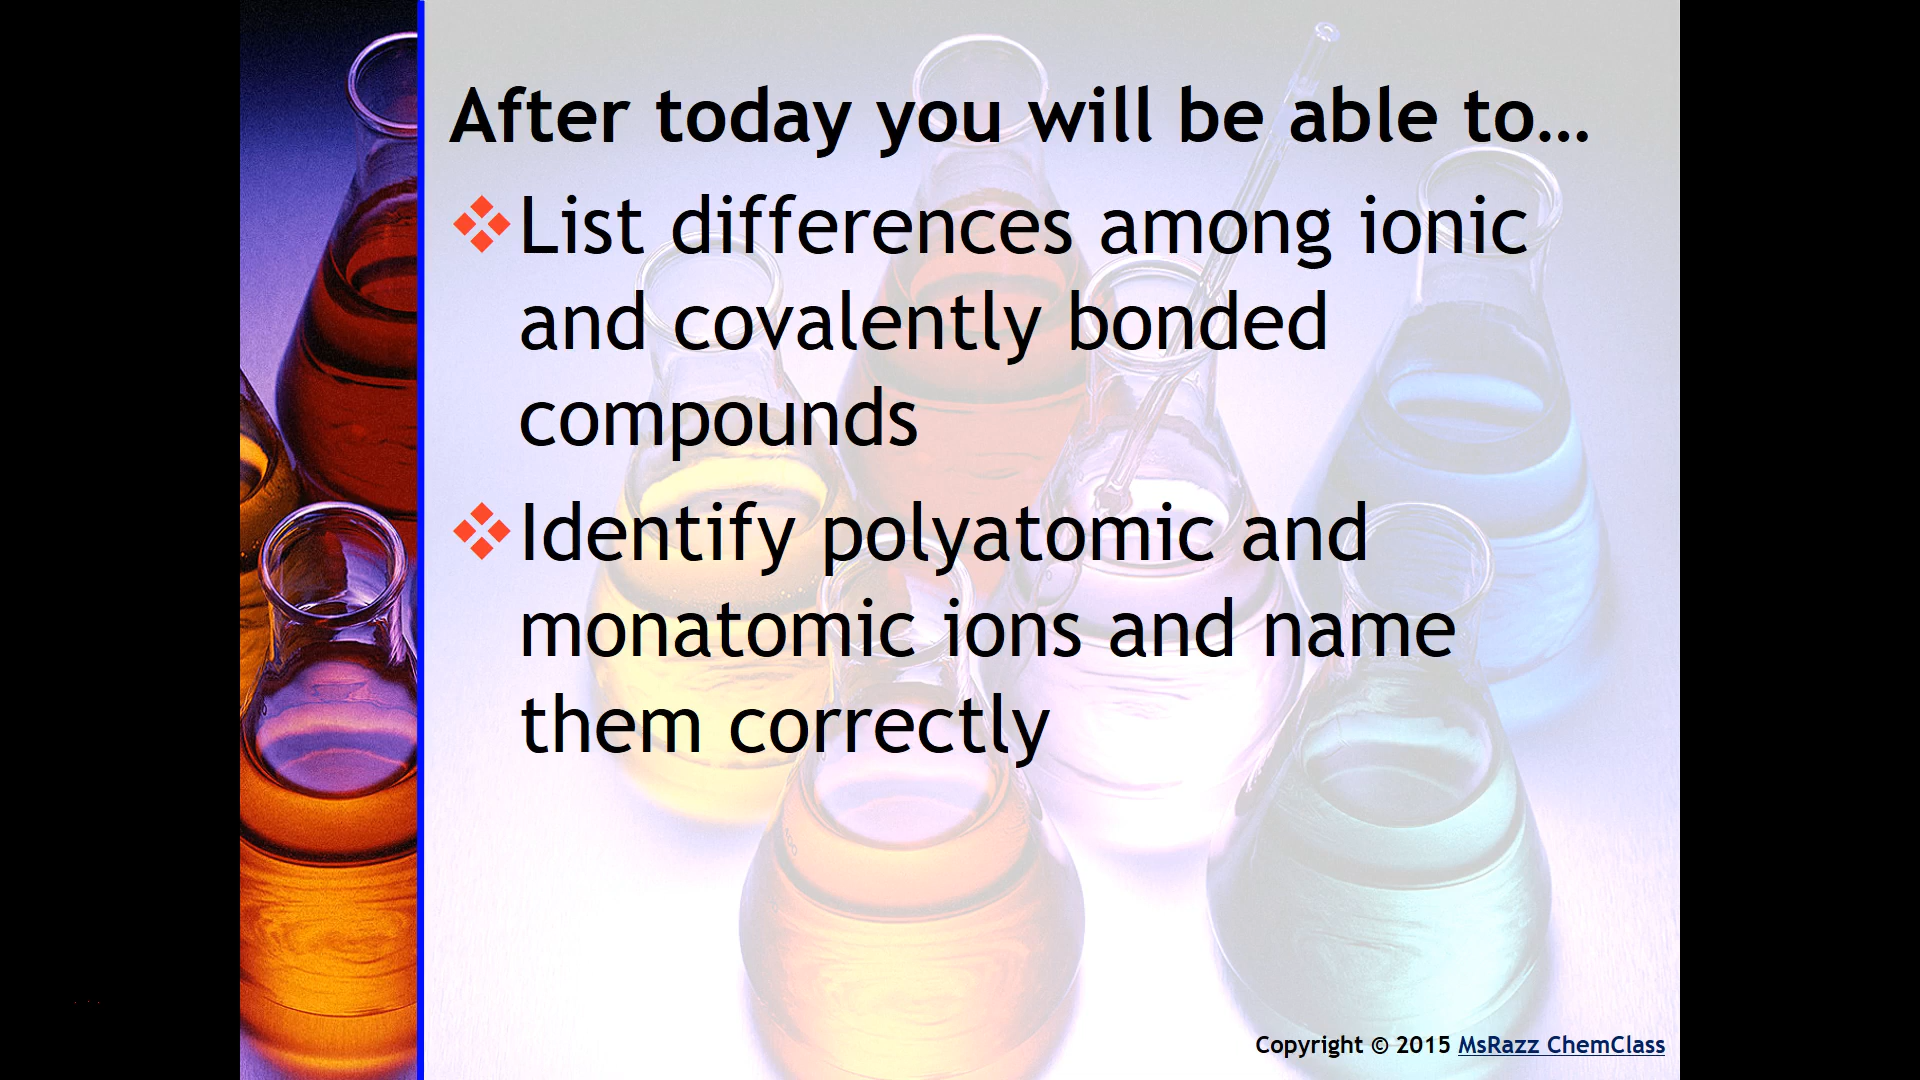 After today you will be able to…
List differences among ionic
and covalently bonded
compounds
Identify polyatomic and
monatomic ions and name
them correctly
Copyright © 2015 MsRazz ChemClass